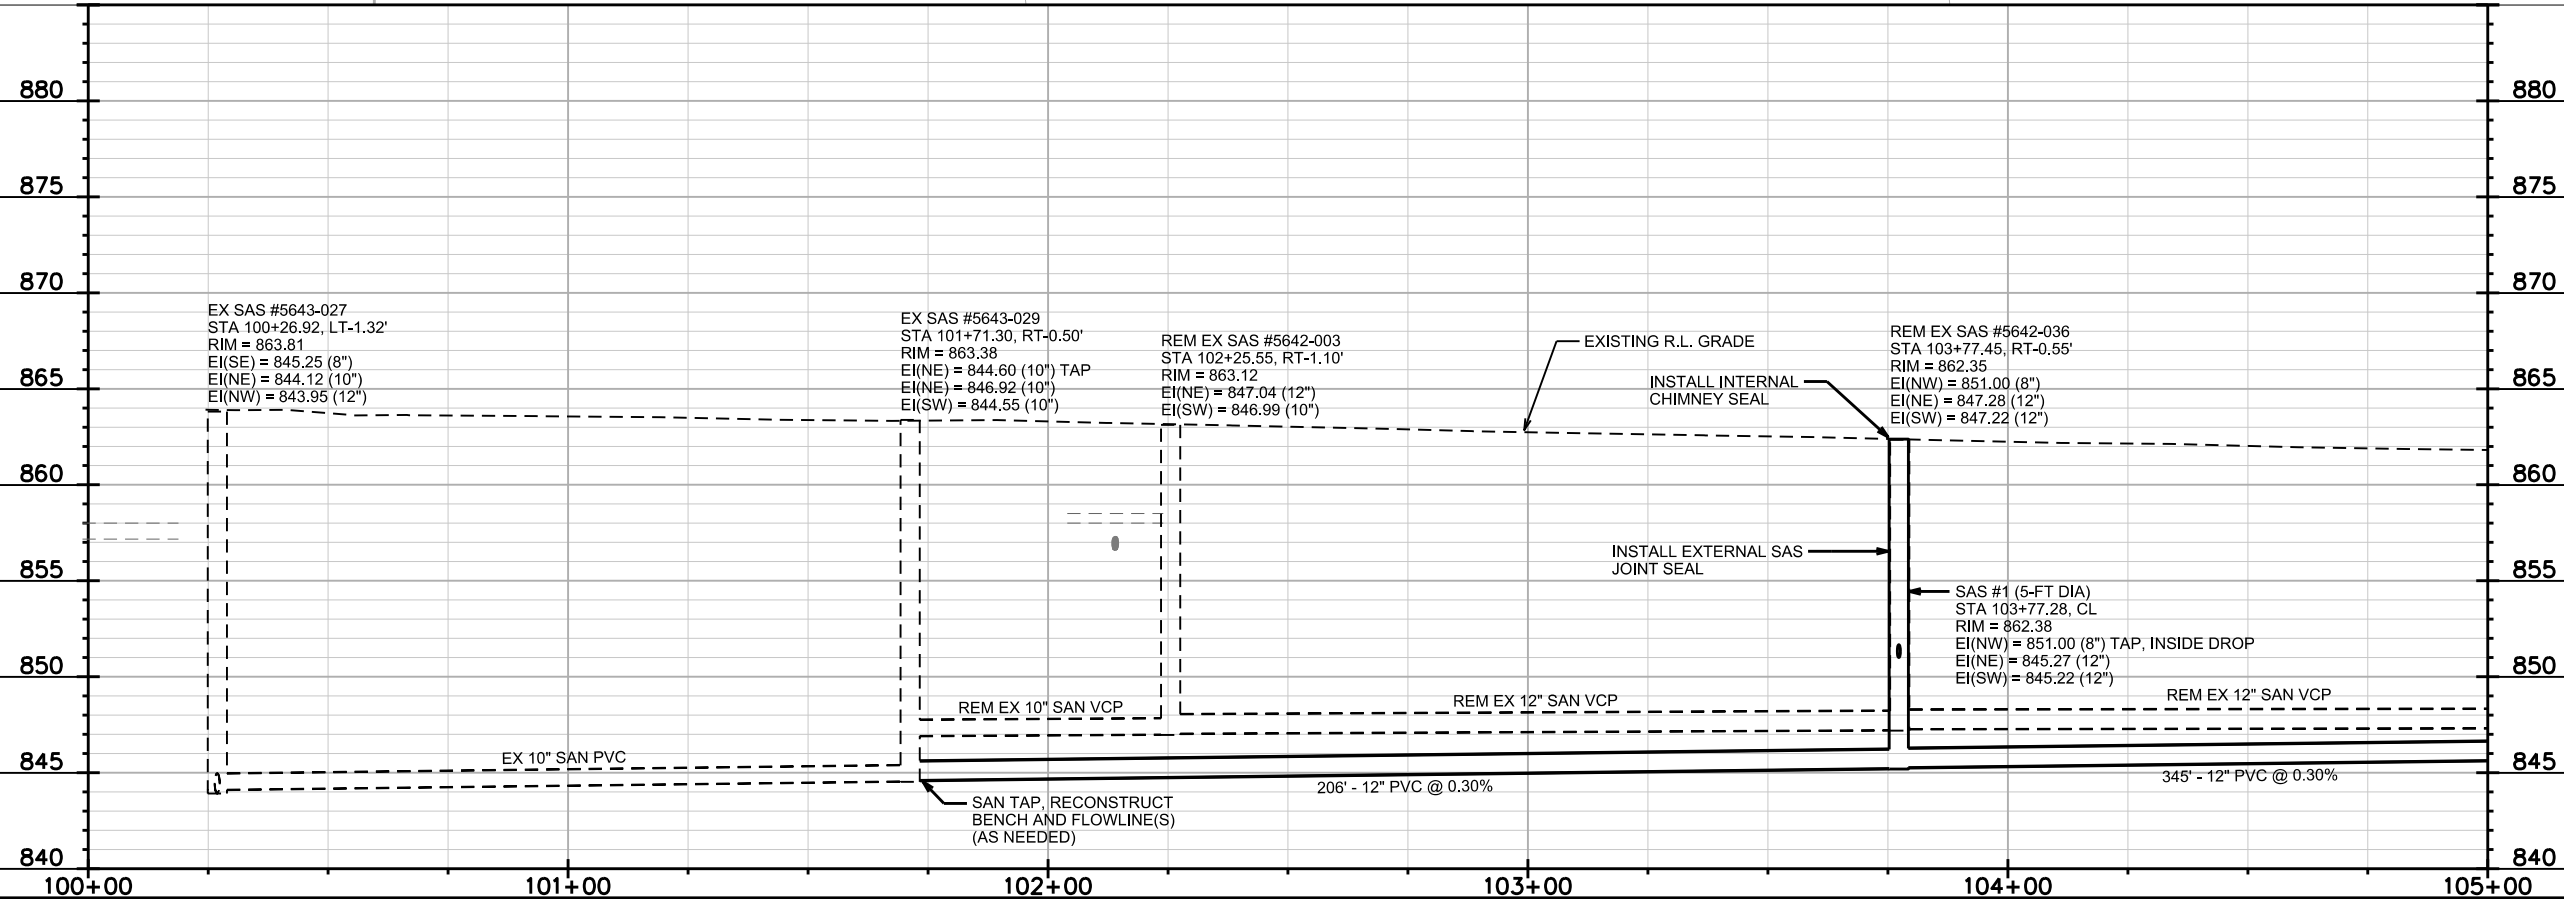 880
880
875
875
870
870
EX SAS #5643-027
STA 100+26.92, LT-1.32'
RIM = 863.81
EI(SE) = 845.25 (8")
EI(NE) = 844.12 (10")
EI(NW) = 843.95 (12")
EX SAS #5643-029
STA 101+71.30, RT-0.50'
RIM = 863.38
EI(NE) = 844.60 (10") TAP
EI(NE) = 846.92 (10")
EI(SW) = 844.55 (10")
REM EX SAS #5642-003
STA 102+25.55, RT-1.10'
RIM = 863.12
EI(NE) = 847.04 (12")
EI(SW) = 846.99 (10")
EXISTING R.L. GRADE
INSTALL INTERNAL
CHIMNEY SEAL
REM EX SAS #5642-036
STA 103+77.45, RT-0.55'
RIM = 862.35
EI(NW) = 851.00 (8")
EI(NE) = 847.28 (12")
EI(SW) = 847.22 (12")
865
865
860
860
INSTALL EXTERNAL SAS
JOINT SEAL
855
855
SAS #1 (5-FT DIA)
STA 103+77.28, CL
RIM = 862.38
EI(NW) = 851.00 (8") TAP, INSIDE DROP
EI(NE) = 845.27 (12")
EI(SW) = 845.22 (12")
850
850
REM EX 10" SAN VCP
REM EX 12" SAN VCP
REM EX 12" SAN VCP
EX 10" SAN PVC
845
845
206' - 12" PVC @ 0.30%
345' - 12" PVC @ 0.30%
SAN TAP, RECONSTRUCT
BENCH AND FLOWLINE(S)
(AS NEEDED)
840
840
100+00
101+00
102+00
103+00
104+00
105+00